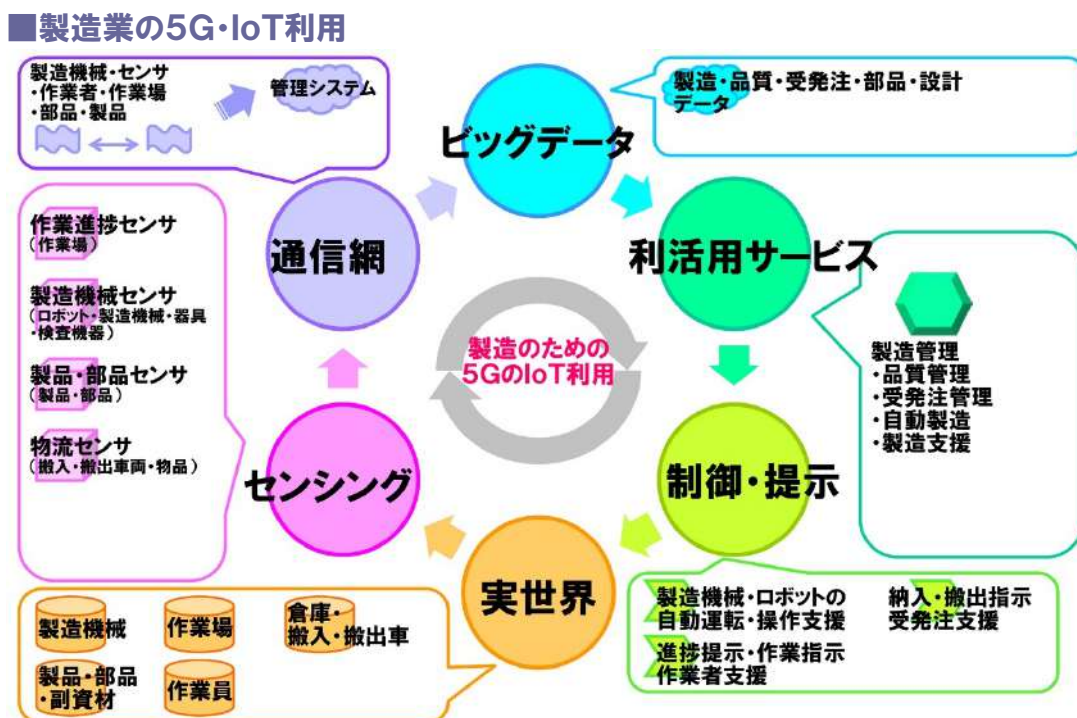 ■製造業の5G・IoT利用
製造機械・センサ
・作業者・作業場
・部品・製品
管理システム
ビッグデータ
製造・品質・受発注・部品・設計
データ
通信網
利活用サービス
作業進捗センサ
(作業場)
製造機械センサ
(ロボット・製造機械・器具
・検査機器)
製品・部品センサ
(製品・部品)
物流センサ
(搬入・搬出車両・物品)
製造のための
5GのIoT利用
製造管理
・品質管理
・受発注管理
・自動製造
・製造支援
センシング
制御・提示
実世界
製造機械
作業場
倉庫・
搬入・搬出車
製品・部品
・副資材
作業員
製造機械・ロボットの
自動運転・操作支援
進捗提示・作業指示
作業者支援
納入・搬出指示
受発注支援